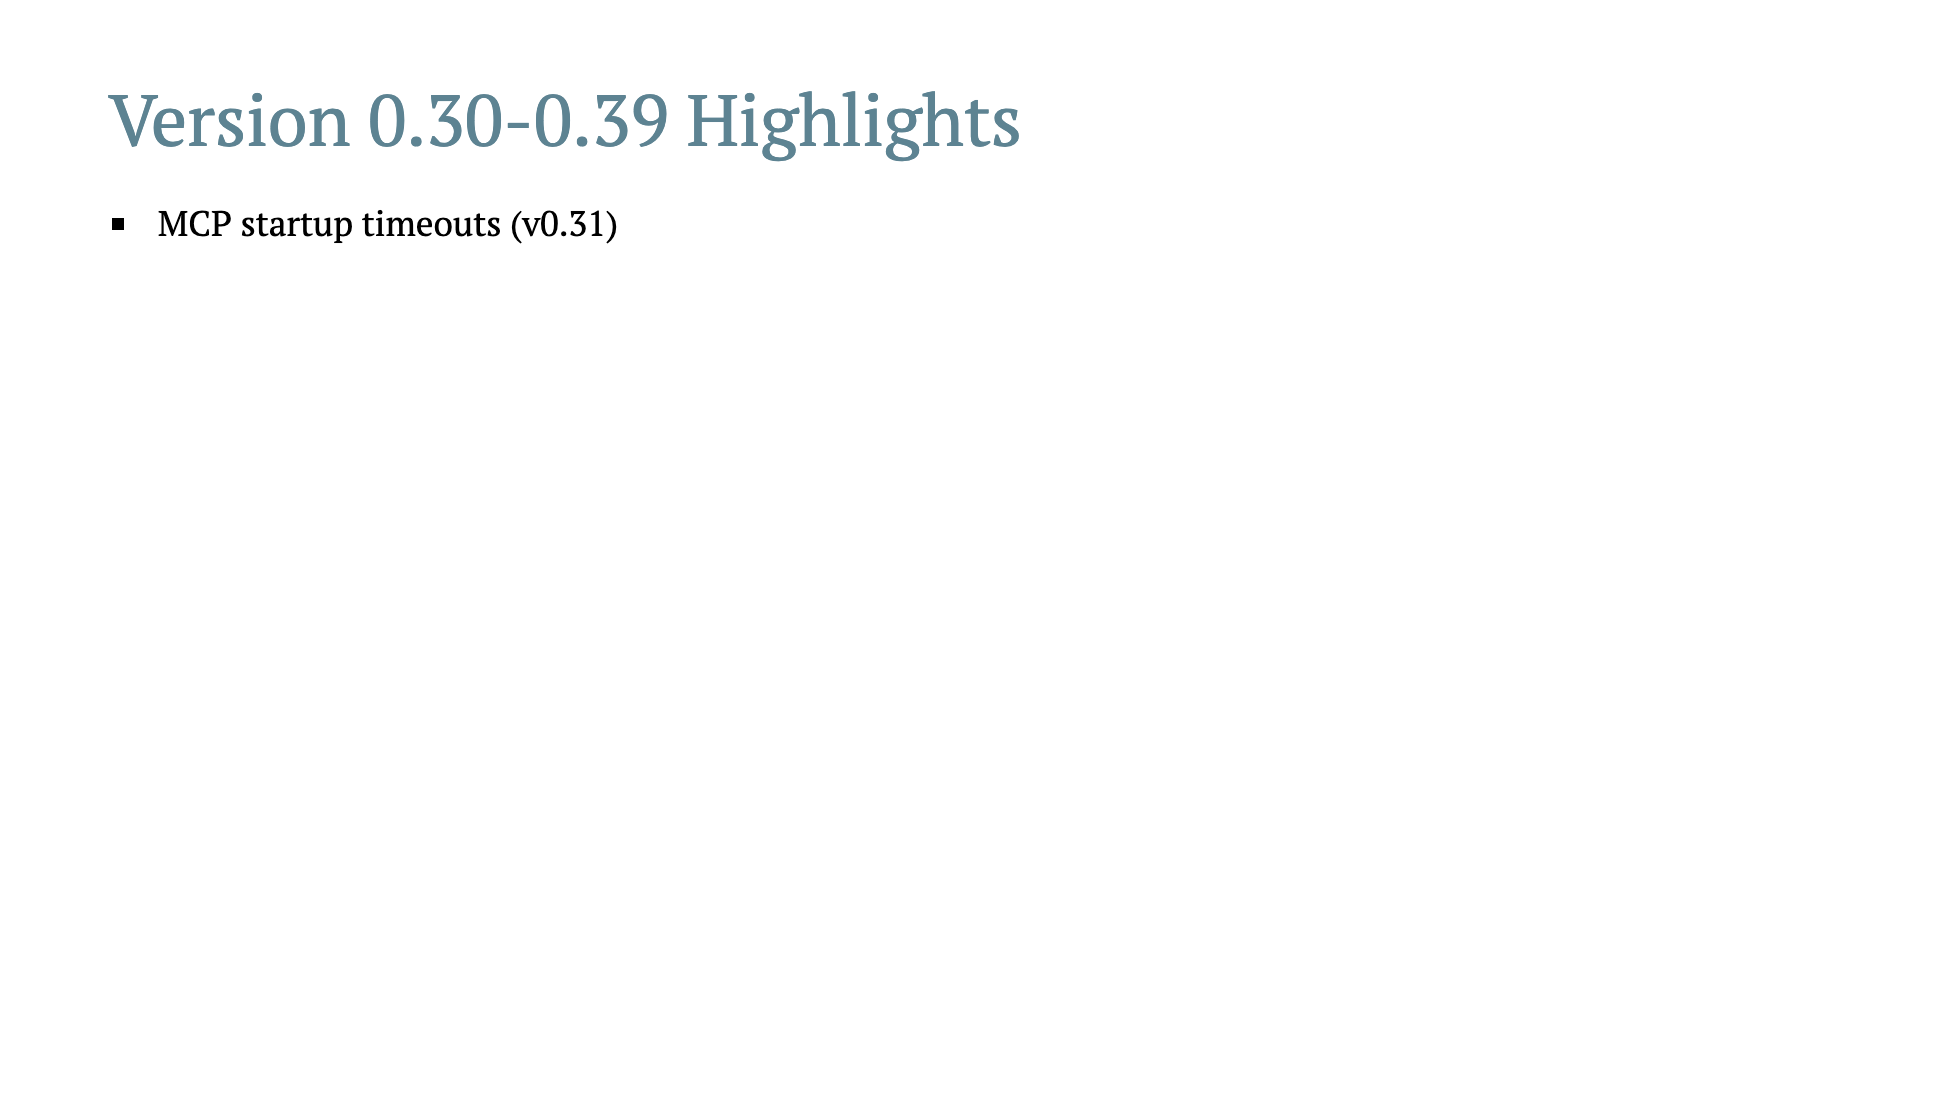 Version 0.30-0.39 Highlights
▪ MCP startup timeouts (v0.31)